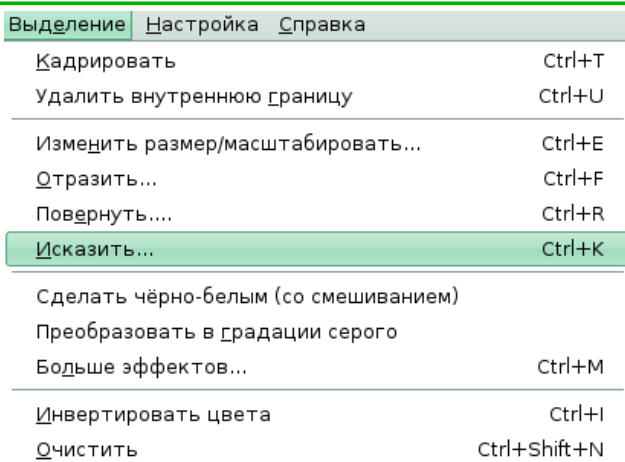 Выделение Настройка Справка
Кадрировать Ctrl+T
Удалить внутреннюю границу Ctrl+U
Изменить размер/масштабировать... Ctrl+E
Отразить... Ctrl+F
Повернуть.... Ctrl+R
Исказить... Ctrl+K
Сделать чёрно-белым (со смешиванием)
Преобразовать в градации серого
Больше эффектов... Ctrl+M
Инвертировать цвета Ctrl+I
Очистить Ctrl+Shift+N